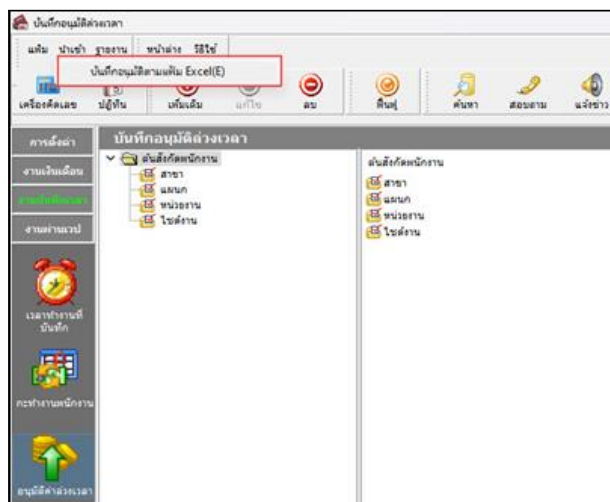 บันทึกอนุมัติค่าล่วงเวลา
แฟ้ม นำเข้า รายงาน หน้าต่าง วิธีใช้
บันทึกอนุมัติตามแฟ้ม Excel(E)
เครื่องคิดเลข ปฏิทิน เพิ่มเติม แก้ไข ลบ ฟื้นฟู ค้นหา สอบถาม แจ้งข่าว
การตั้งค่า
บันทึกอนุมัติล่วงเวลา
งานเงินเดือน
งานบันทึกเวลา
งานผ่านเวป
ผังสังกัดพนักงาน
สาขา
แผนก
หน่วยงาน
ไซต์งาน
ผังสังกัดพนักงาน
สาขา
แผนก
หน่วยงาน
ไซต์งาน
เวลาทำงานที่
บันทึก
กะทำงานพนักงาน
อนุมัติค่าล่วงเวลา